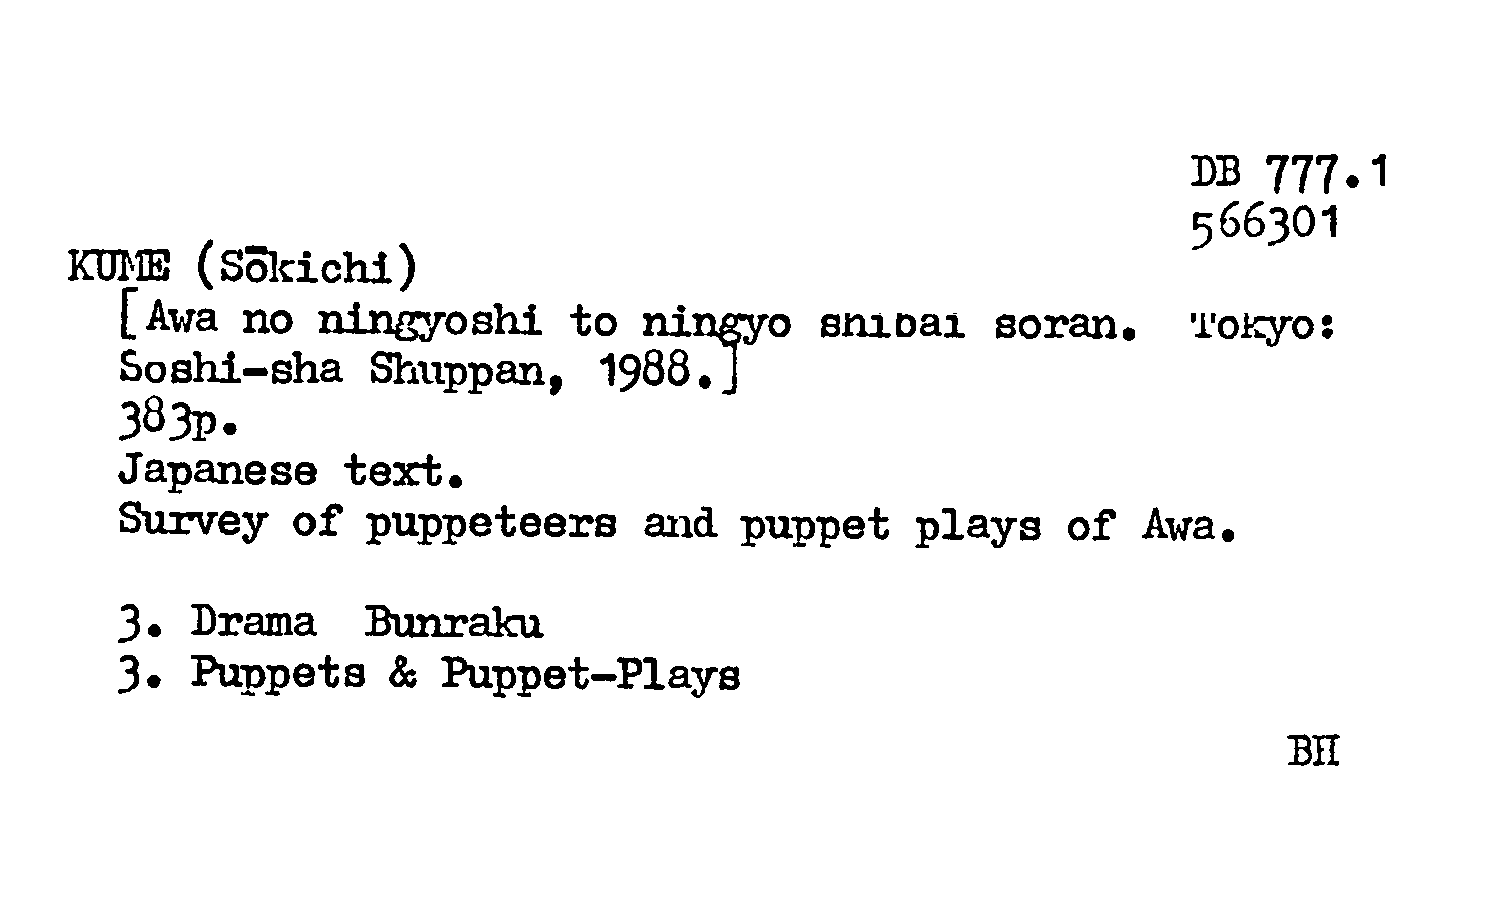 DB 777.1
566301
KUME (Sōkichi)
[Awa no ningyoshi to ningyo shibai soran. Tokyo:
Soshi-sha Shuppan, 1988.]
383p.
Japanese text.
Survey of puppeteers and puppet plays of Awa.
3. Drama Bunraku
3. Puppets & Puppet-Plays
BH